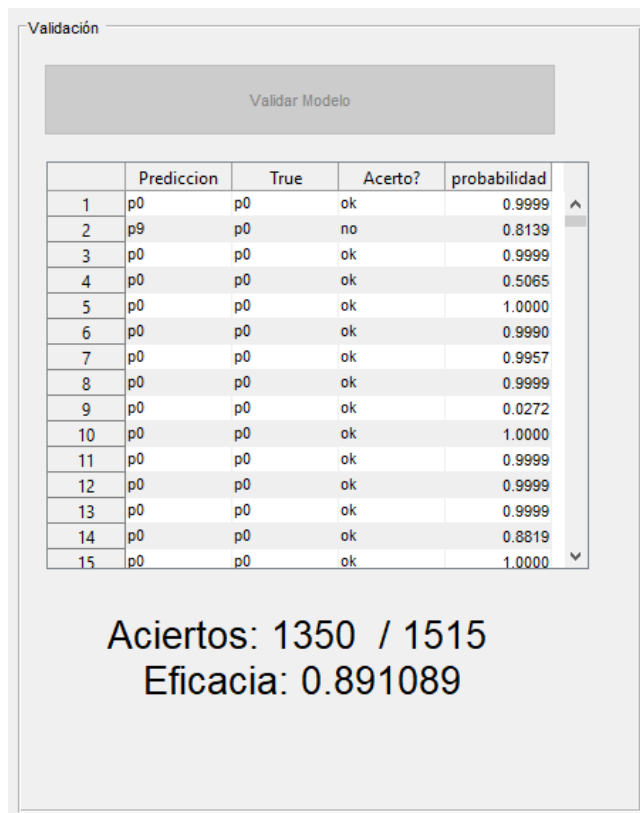 Validación
Validar Modelo
Prediccion True Acerto? probabilidad
1 p0 p0 ok 0.9999
2 p9 p0 no 0.8139
3 p0 p0 ok 0.9999
4 p0 p0 ok 0.5065
5 p0 p0 ok 1.0000
6 p0 p0 ok 0.9990
7 p0 p0 ok 0.9957
8 p0 p0 ok 0.9999
9 p0 p0 ok 0.0272
10 p0 p0 ok 1.0000
11 p0 p0 ok 0.9999
12 p0 p0 ok 0.9999
13 p0 p0 ok 0.9999
14 p0 p0 ok 0.8819
15 p0 p0 ok 1.0000
Aciertos: 1350 / 1515
Eficacia: 0.891089